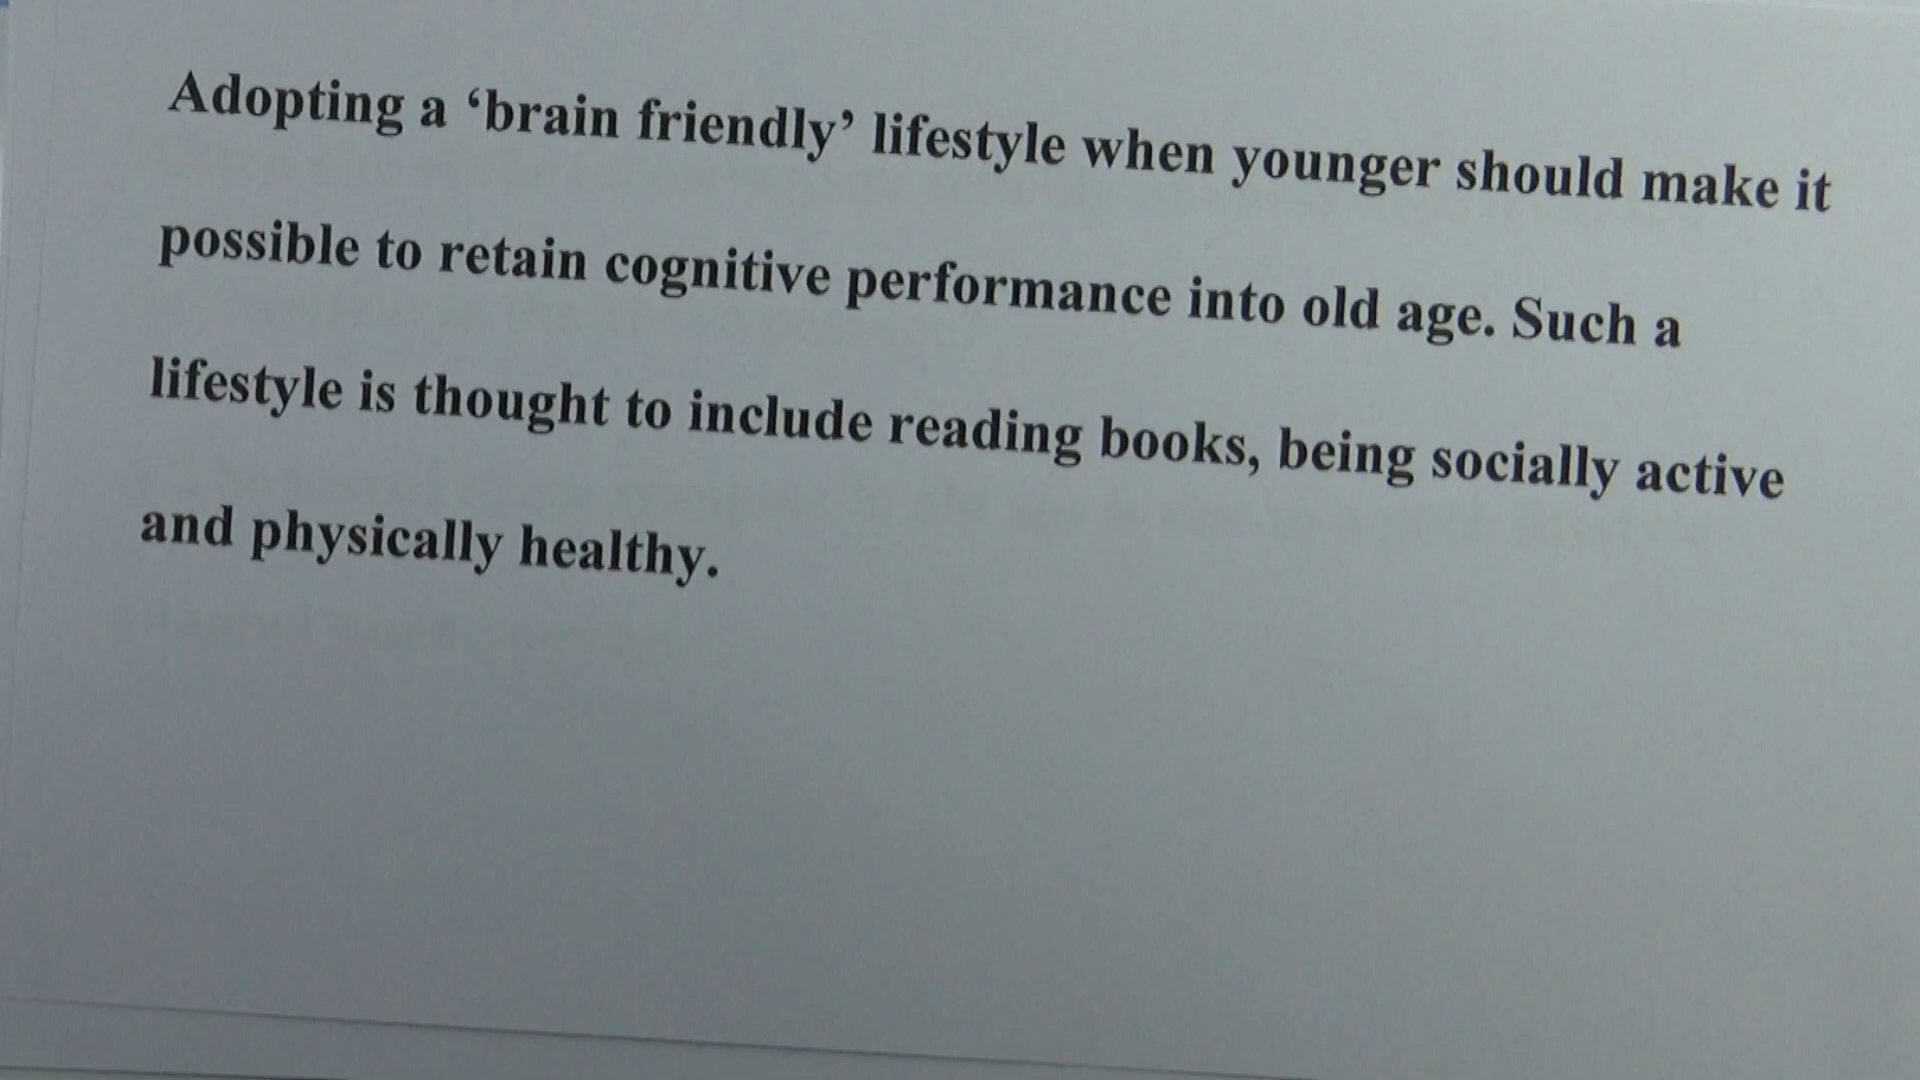 Adopting a ‘brain friendly’ lifestyle when younger should make it
possible to retain cognitive performance into old age. Such a
lifestyle is thought to include reading books, being socially active
and physically healthy.